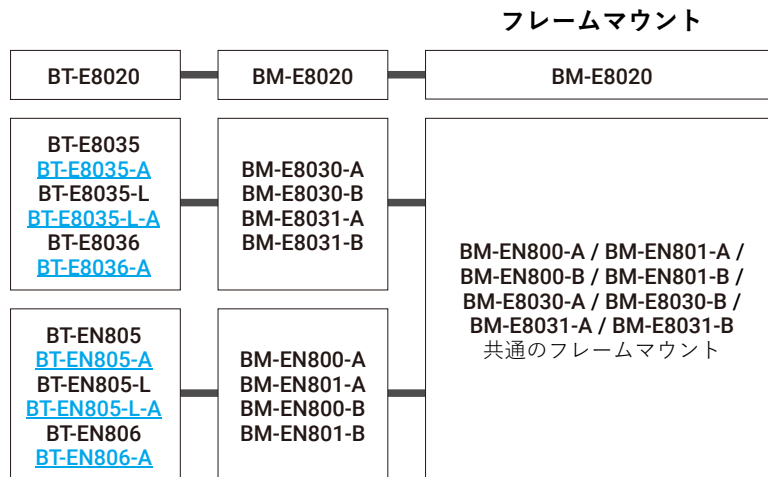 フレームマウント
BT-E8020
BM-E8020
BM-E8020
BT-E8035
BT-E8035-A
BT-E8035-L
BT-E8035-L-A
BT-E8036
BT-E8036-A
BM-E8030-A
BM-E8030-B
BM-E8031-A
BM-E8031-B
BM-EN800-A / BM-EN801-A /
BM-EN800-B / BM-EN801-B /
BM-E8030-A / BM-E8030-B /
BM-E8031-A / BM-E8031-B
共通のフレームマウント
BT-EN805
BT-EN805-A
BT-EN805-L
BT-EN805-L-A
BT-EN806
BT-EN806-A
BM-EN800-A
BM-EN801-A
BM-EN800-B
BM-EN801-B